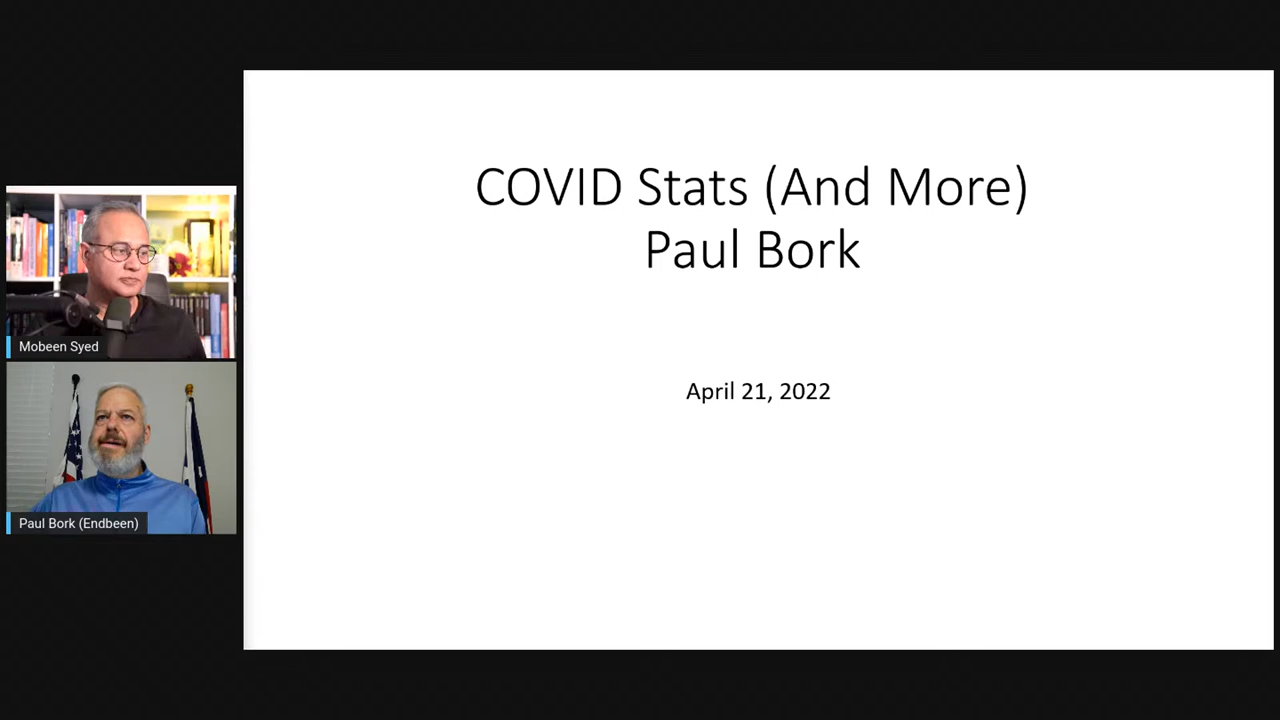 COVID Stats (And More)
Paul Bork
April 21, 2022
Mobeen Syed
Paul Bork (Endbeen)